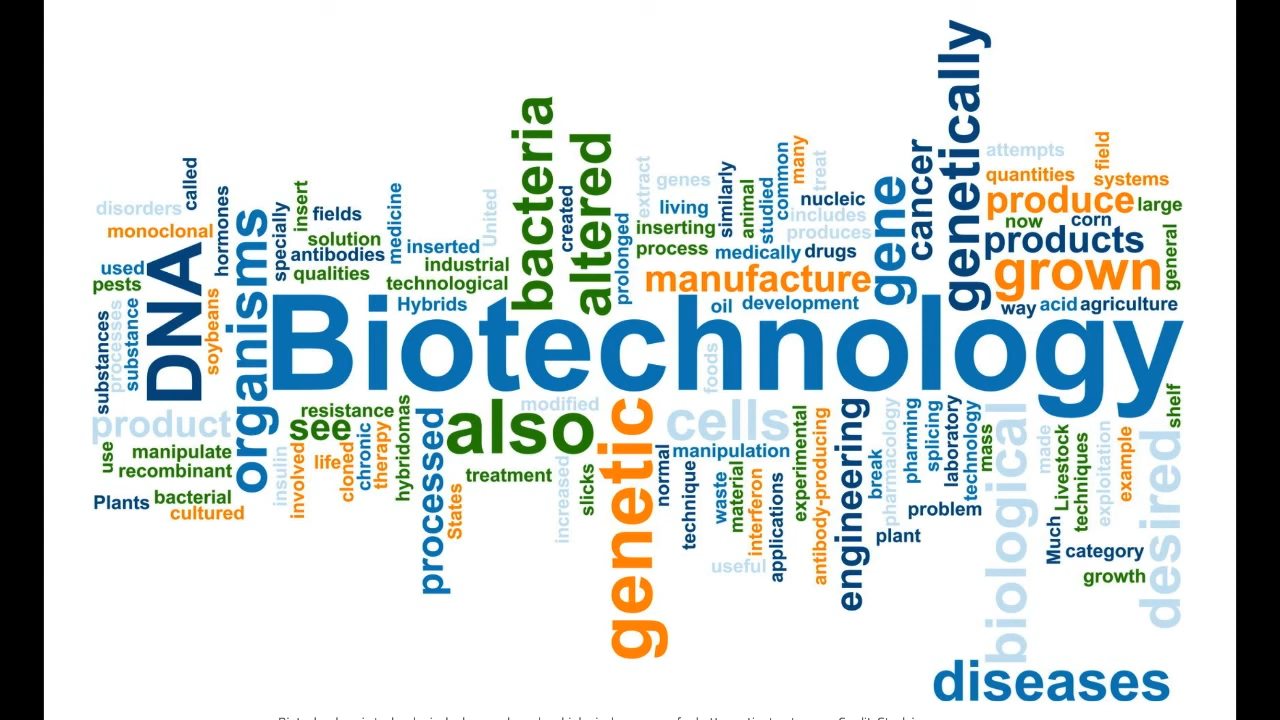 genetically
bacteria
altered
cancer
gene
many
common
treat
field
attempts
quantities
systems
produce
large
now
corn
products
grown
general
way
acid
agriculture
called
disorders
hormones
monoclonal
used
pests
DNA
organisms
specially
insert
fields
solution
antibodies
qualities
medicine
inserted
United
industrial
technological
Hybrids
created
prolonged
extract
genes
living
inserting
process
similarly
animal
studied
nucleic
includes
produces
medically
drugs
manufacture
oil
development
substances
processes
substance
soybeans
Biotechnology
foods
product
use
manipulate
recombinant
Plants
bacterial
cultured
resistance
see
insulin
involved
life
cloned
chronic
therapy
hybridomas
processed
also
modified
treatment
States
increased
slicks
genetic
cells
normal
manipulation
technique
waste
material
interferon
useful
applications
experimental
antibody-producing
engineering
break
pharmacology
pharming
splicing
laboratory
technology
mass
problem
plant
biological
made
Livestock
techniques
exploitation
example
shelf
Much
category
growth
desired
diseases